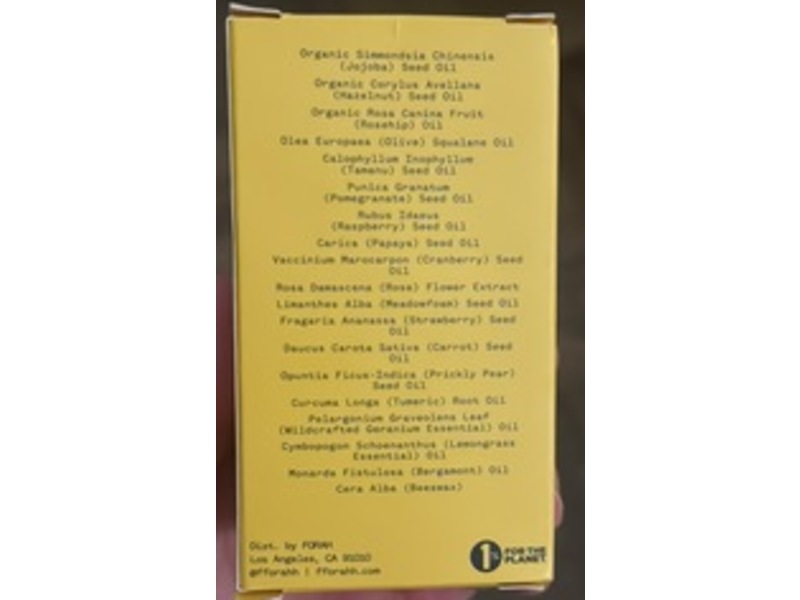 Organic Simmondsia Chinensis
(Jojoba) Seed Oil
Organic Corylus Avellana
(Hazelnut) Seed Oil
Organic Rosa Canina Fruit
(Rosehip) Oil
Olea Europaea (Olive) Squalane Oil
Calophyllum Inophyllum
(Tamanu) Seed Oil
Punica Granatum
(Pomegranate) Seed Oil
Rubus Idaeus
(Raspberry) Seed Oil
Carica (Papaya) Seed Oil
Vaccinium Marocarpon (Cranberry) Seed
Oil
Rosa Damascena (Rose) Flower Extract
Limanthes Alba (Meadowfoam) Seed Oil
Fragaria Ananassa (Strawberry) Seed
Oil
Daucus Carota Sativa (Carrot) Seed
Oil
Opuntia Ficus-Indica (Prickly Pear)
Seed Oil
Curcuma Longa (Tumeric) Root Oil
Pelargonium Graveolens Leaf
(Wildcrafted Geranium Essential) Oil
Cymbopogon Schoenanthus (Lemongrass
Essential) Oil
Monarda Fistulosa (Bergamont) Oil
Cera Alba (Beeswax)
Dist. by FORAH
Los Angeles, CA 91010
@fforahh | fforahh.com
1% FOR THE
PLANET